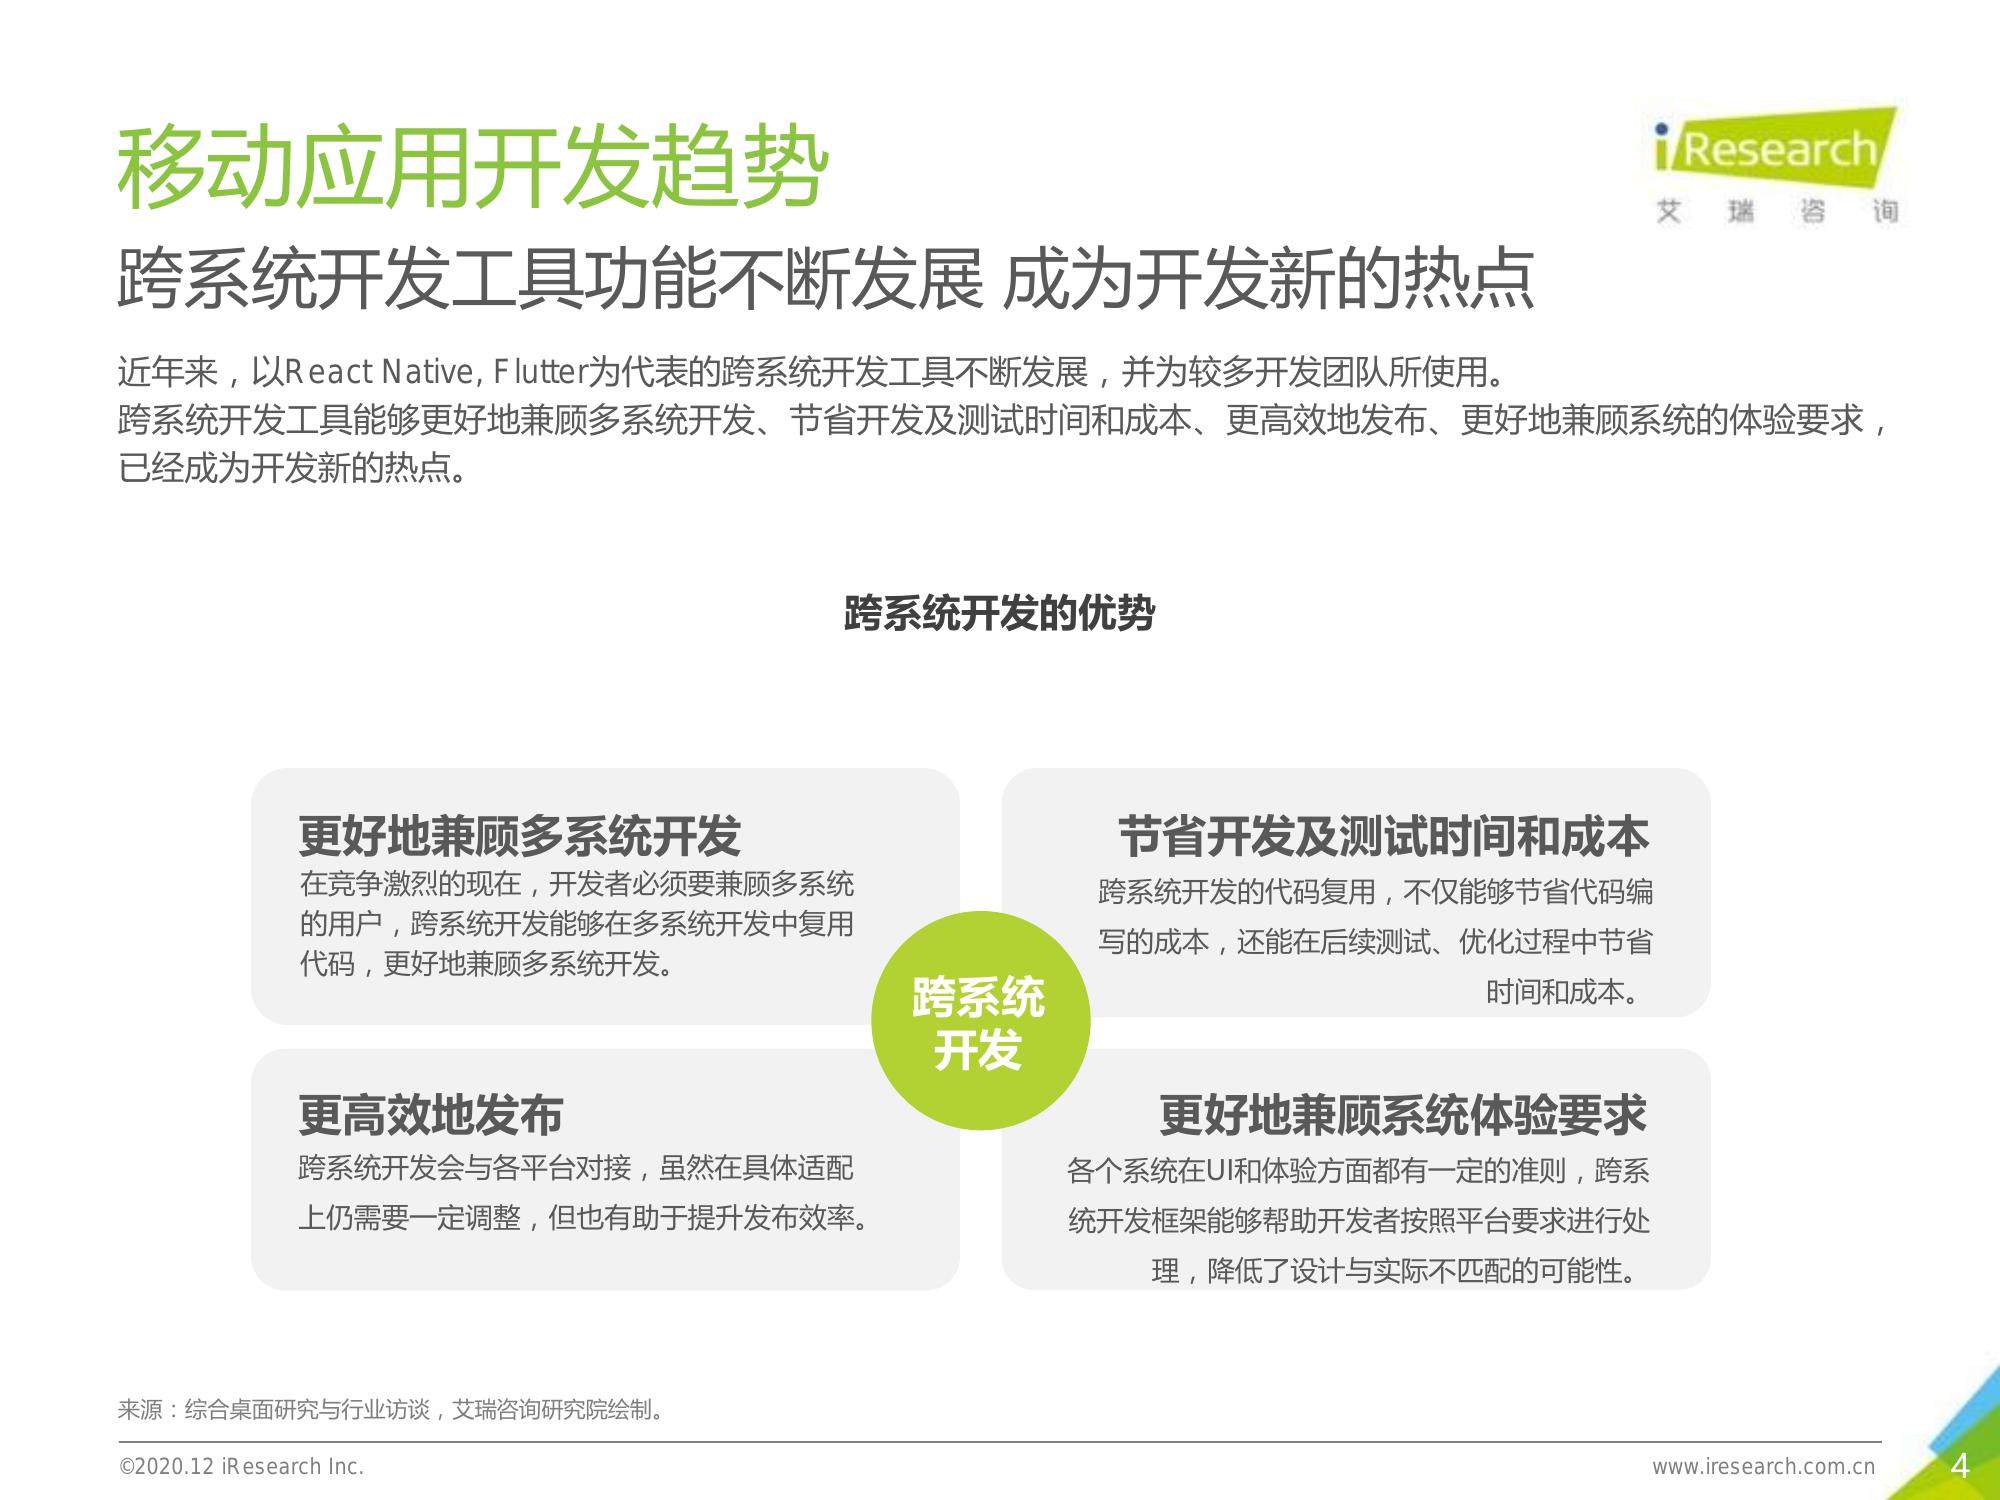 移动应用开发趋势
iResearch
艾瑞咨询
跨系统开发工具功能不断发展 成为开发新的热点
近年来，以React Native, Flutter为代表的跨系统开发工具不断发展，并为较多开发团队所使用。
跨系统开发工具能够更好地兼顾多系统开发、节省开发及测试时间和成本、更高效地发布、更好地兼顾系统的体验要求，
已经成为开发新的热点。
跨系统开发的优势
更好地兼顾多系统开发
在竞争激烈的现在，开发者必须要兼顾多系统
的用户，跨系统开发能够在多系统开发中复用
代码，更好地兼顾多系统开发。
节省开发及测试时间和成本
跨系统开发的代码复用，不仅能够节省代码编
写的成本，还能在后续测试、优化过程中节省
时间和成本。
跨系统
开发
更高效地发布
跨系统开发会与各平台对接，虽然在具体适配
上仍需要一定调整，但也有助于提升发布效率。
更好地兼顾系统体验要求
各个系统在UI和体验方面都有一定的准则，跨系
统开发框架能够帮助开发者按照平台要求进行处
理，降低了设计与实际不匹配的可能性。
来源：综合桌面研究与行业访谈，艾瑞咨询研究院绘制。
©2020.12 iResearch Inc.
www.iresearch.com.cn
4